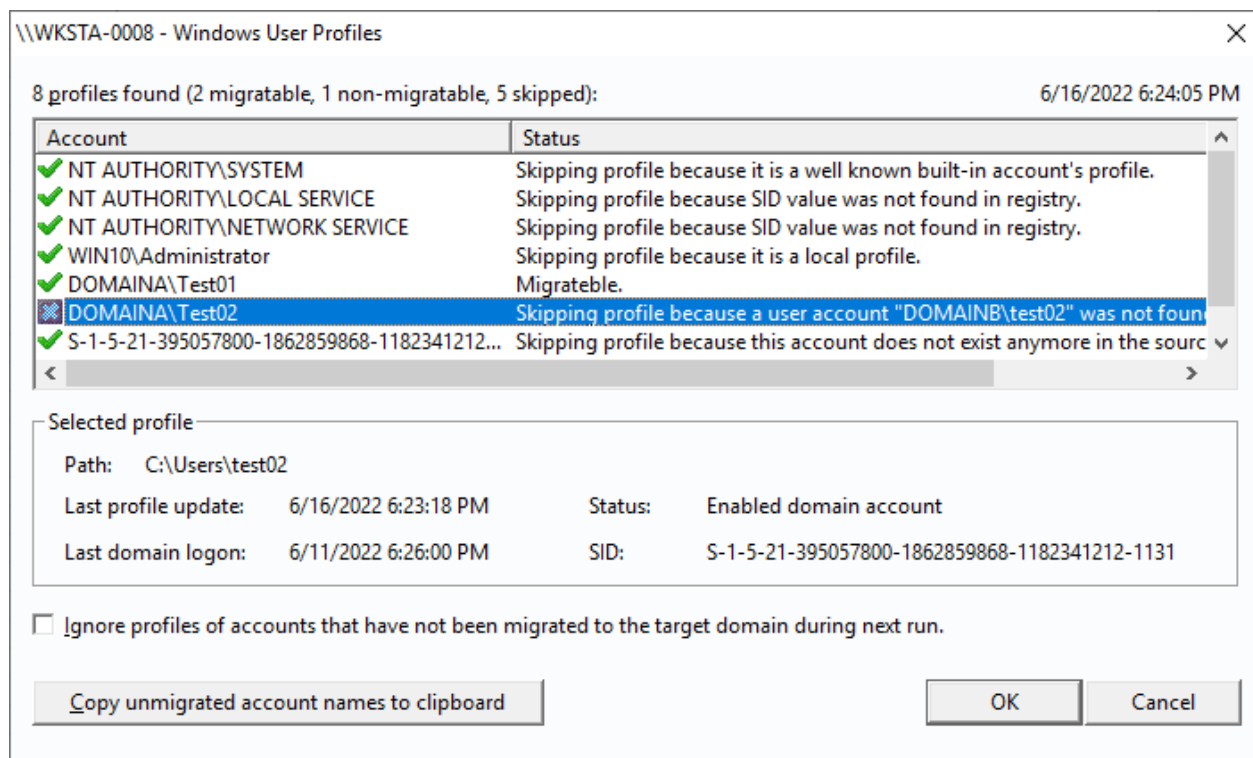 \\WKSTA-0008 - Windows User Profiles
8 profiles found (2 migratable, 1 non-migratable, 5 skipped): 6/16/2022 6:24:05 PM
Account Status
NT AUTHORITY\SYSTEM Skipping profile because it is a well known built-in account's profile.
NT AUTHORITY\LOCAL SERVICE Skipping profile because SID value was not found in registry.
NT AUTHORITY\NETWORK SERVICE Skipping profile because SID value was not found in registry.
WIN10\Administrator Skipping profile because it is a local profile.
DOMAINA\Test01 Migrateble.
DOMAINA\Test02 Skipping profile because a user account "DOMAINB\test02" was not foun
S-1-5-21-395057800-1862859868-1182341212... Skipping profile because this account does not exist anymore in the sourc
Selected profile
Path: C:\Users\test02
Last profile update: 6/16/2022 6:23:18 PM Status: Enabled domain account
Last domain logon: 6/11/2022 6:26:00 PM SID: S-1-5-21-395057800-1862859868-1182341212-1131
Ignore profiles of accounts that have not been migrated to the target domain during next run.
Copy unmigrated account names to clipboard OK Cancel